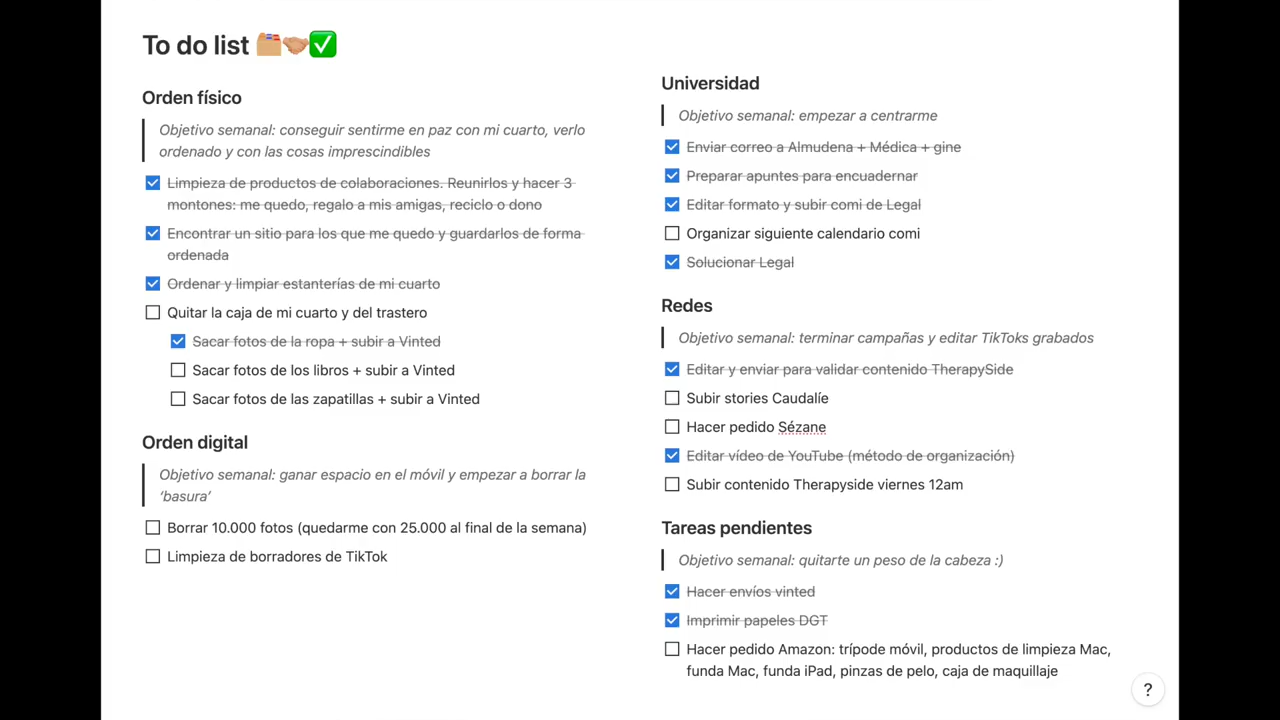 To do list 🗂️🤝✅
Orden físico
Objetivo semanal: conseguir sentirme en paz con mi cuarto, verlo
ordenado y con las cosas imprescindibles
Limpieza de productos de colaboraciones. Reunirlos y hacer 3
montones: me quedo, regalo a mis amigas, reciclo o dono
Encontrar un sitio para los que me quedo y guardarlos de forma
ordenada
Ordenar y limpiar estanterías de mi cuarto
Quitar la caja de mi cuarto y del trastero
Sacar fotos de la ropa + subir a Vinted
Sacar fotos de los libros + subir a Vinted
Sacar fotos de las zapatillas + subir a Vinted
Orden digital
Objetivo semanal: ganar espacio en el móvil y empezar a borrar la
‘basura‘
Borrar 10.000 fotos (quedarme con 25.000 al final de la semana)
Limpieza de borradores de TikTok
Universidad
Objetivo semanal: empezar a centrarme
Enviar correo a Almudena + Médica + gine
Preparar apuntes para encuadernar
Editar formato y subir comi de Legal
Organizar siguiente calendario comi
Solucionar Legal
Redes
Objetivo semanal: terminar campañas y editar TikToks grabados
Editar y enviar para validar contenido TherapySide
Subir stories Caudalíe
Hacer pedido Sézane
Editar vídeo de YouTube (método de organización)
Subir contenido Therapyside viernes 12am
Tareas pendientes
Objetivo semanal: quitarte un peso de la cabeza :)
Hacer envíos vinted
Imprimir papeles DGT
Hacer pedido Amazon: trípode móvil, productos de limpieza Mac,
funda Mac, funda iPad, pinzas de pelo, caja de maquillaje
?